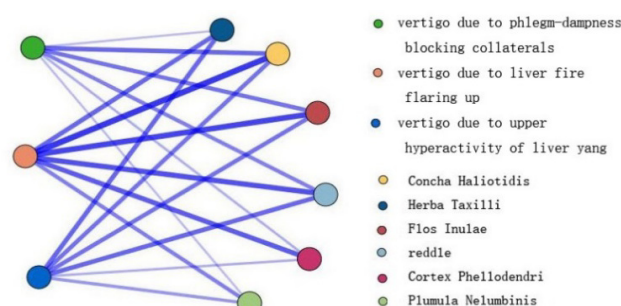 vertigo due to phlegm-dampness
blocking collaterals
vertigo due to liver fire
flaring up
vertigo due to upper
hyperactivity of liver yang
Concha Haliotidis
Herba Taxilli
Flos Inulae
reddle
Cortex Phellodendri
Plumula Nelumbinis